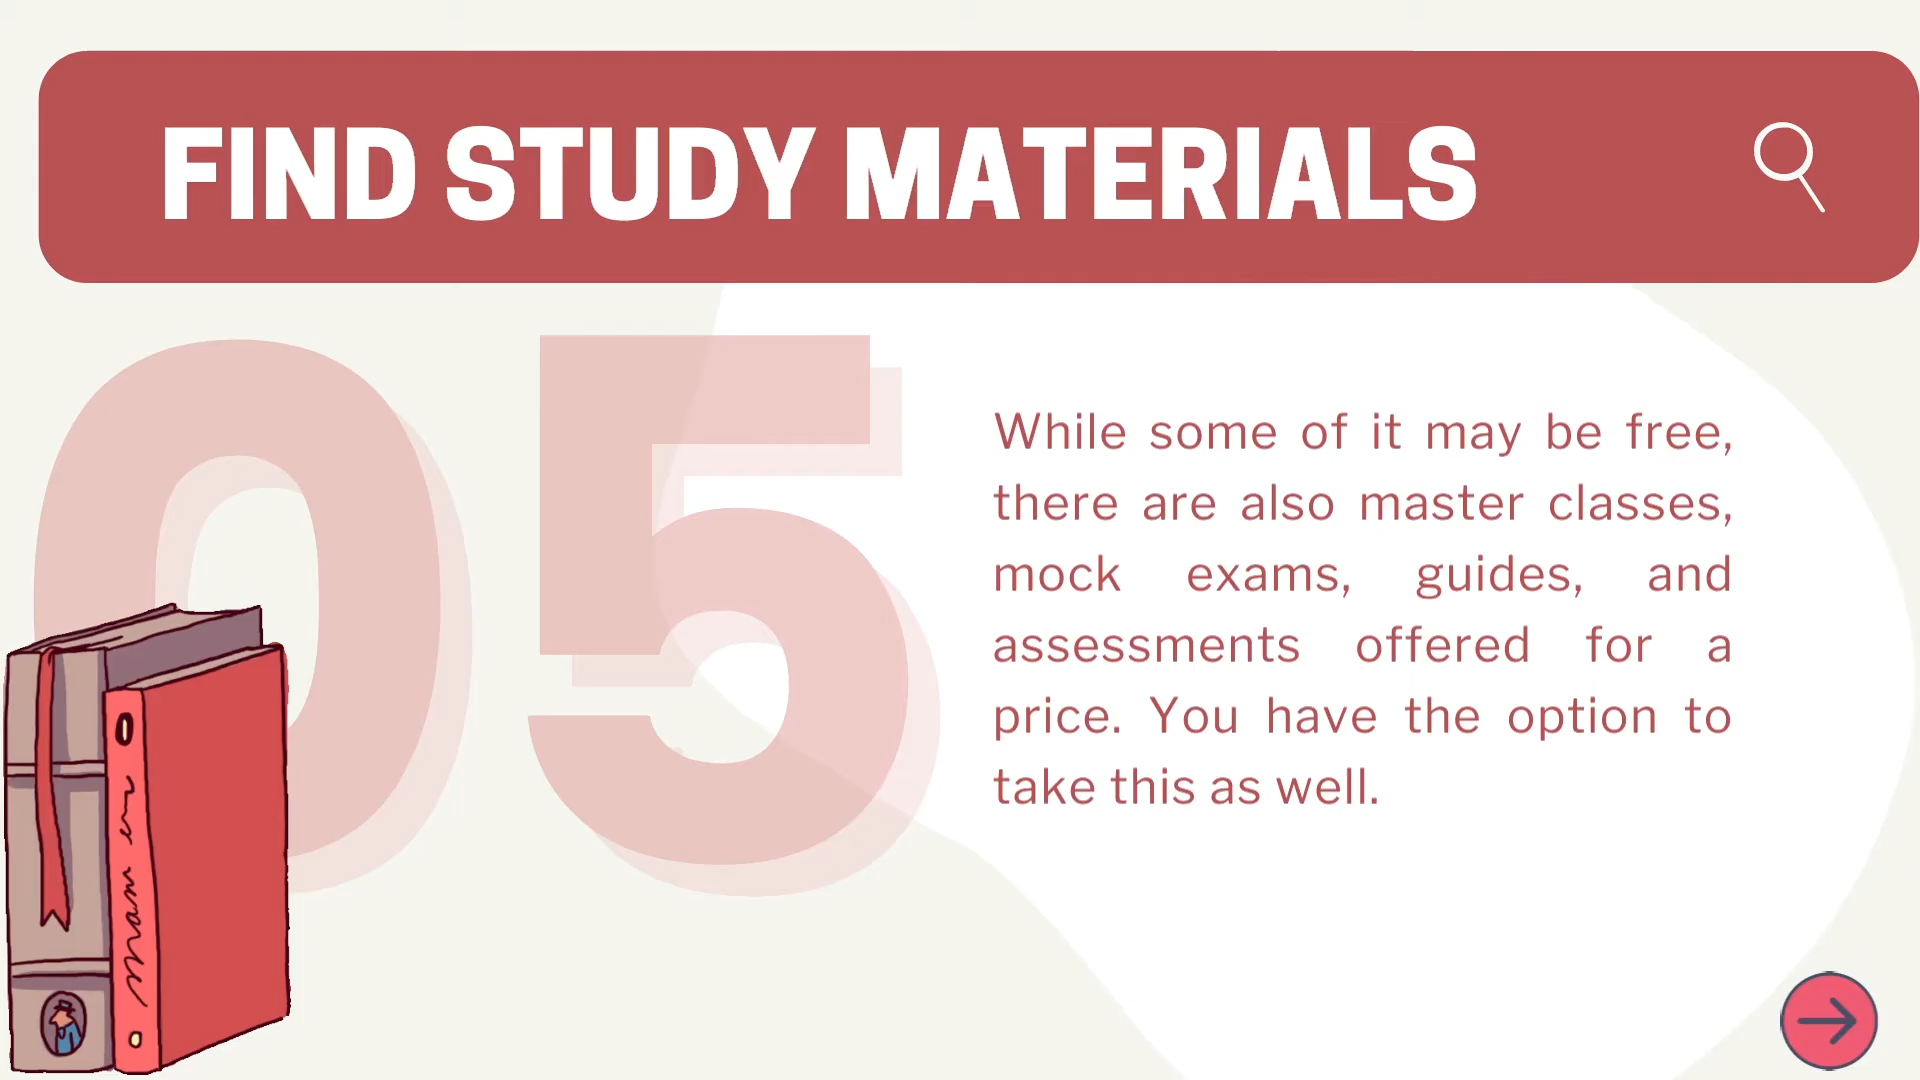 FIND STUDY MATERIALS
05
While some of it may be free,
there are also master classes,
mock exams, guides, and
assessments offered for a
price. You have the option to
take this as well.